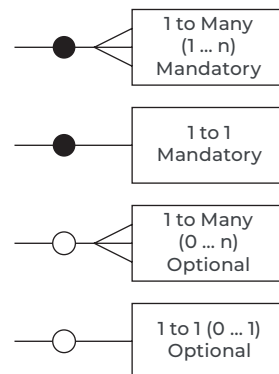 1 to Many
(1 ... n)
Mandatory
1 to 1
Mandatory
1 to Many
(0 ... n)
Optional
1 to 1 (0 ... 1)
Optional